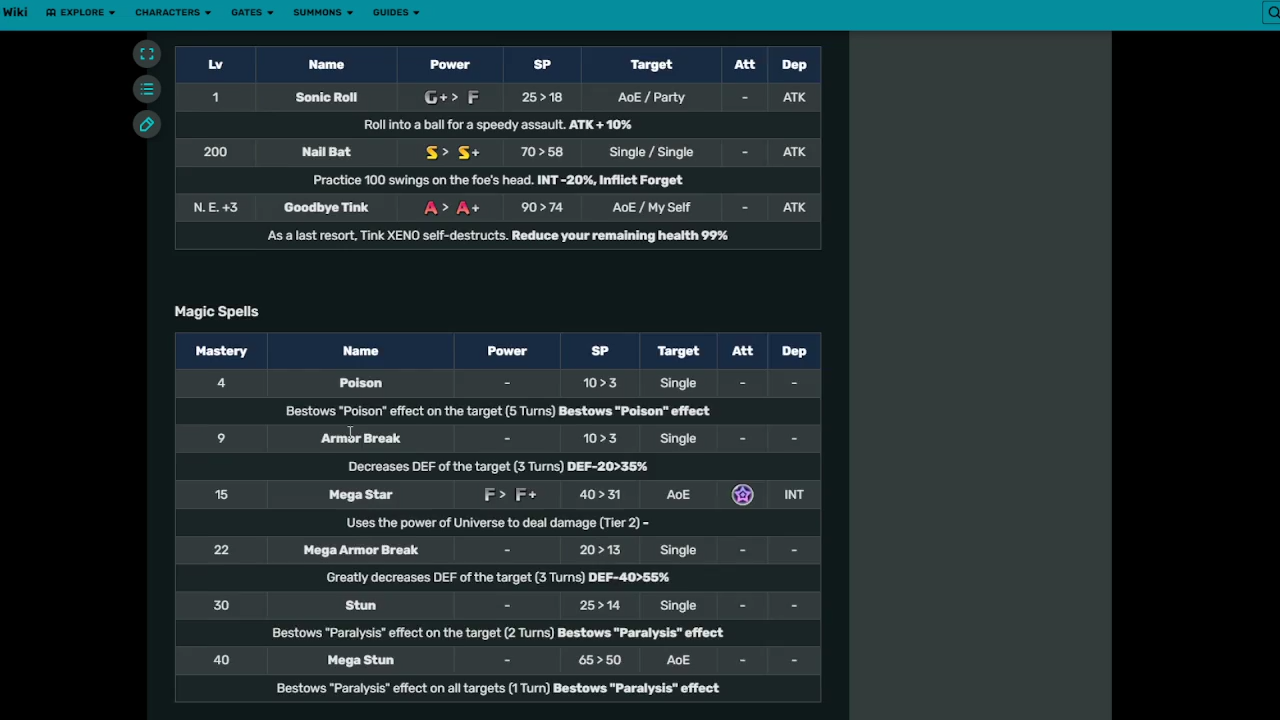 Wiki EXPLORE CHARACTERS GATES SUMMONS GUIDES
Lv Name Power SP Target Att Dep
1 Sonic Roll G+ > F 25 > 18 AoE / Party - ATK
Roll into a ball for a speedy assault. ATK + 10%
200 Nail Bat S > S+ 70 > 58 Single / Single - ATK
Practice 100 swings on the foe's head. INT -20%, Inflict Forget
N. E. +3 Goodbye Tink A > A+ 90 > 74 AoE / My Self - ATK
As a last resort, Tink XENO self-destructs. Reduce your remaining health 99%
Magic Spells
Mastery Name Power SP Target Att Dep
4 Poison - 10 > 3 Single - -
Bestows "Poison" effect on the target (5 Turns) Bestows "Poison" effect
9 Armor Break - 10 > 3 Single - -
Decreases DEF of the target (3 Turns) DEF-20>35%
15 Mega Star F > F+ 40 > 31 AoE INT
Uses the power of Universe to deal damage (Tier 2) -
22 Mega Armor Break - 20 > 13 Single - -
Greatly decreases DEF of the target (3 Turns) DEF-40>55%
30 Stun - 25 > 14 Single - -
Bestows "Paralysis" effect on the target (2 Turns) Bestows "Paralysis" effect
40 Mega Stun - 65 > 50 AoE - -
Bestows "Paralysis" effect on all targets (1 Turn) Bestows "Paralysis" effect